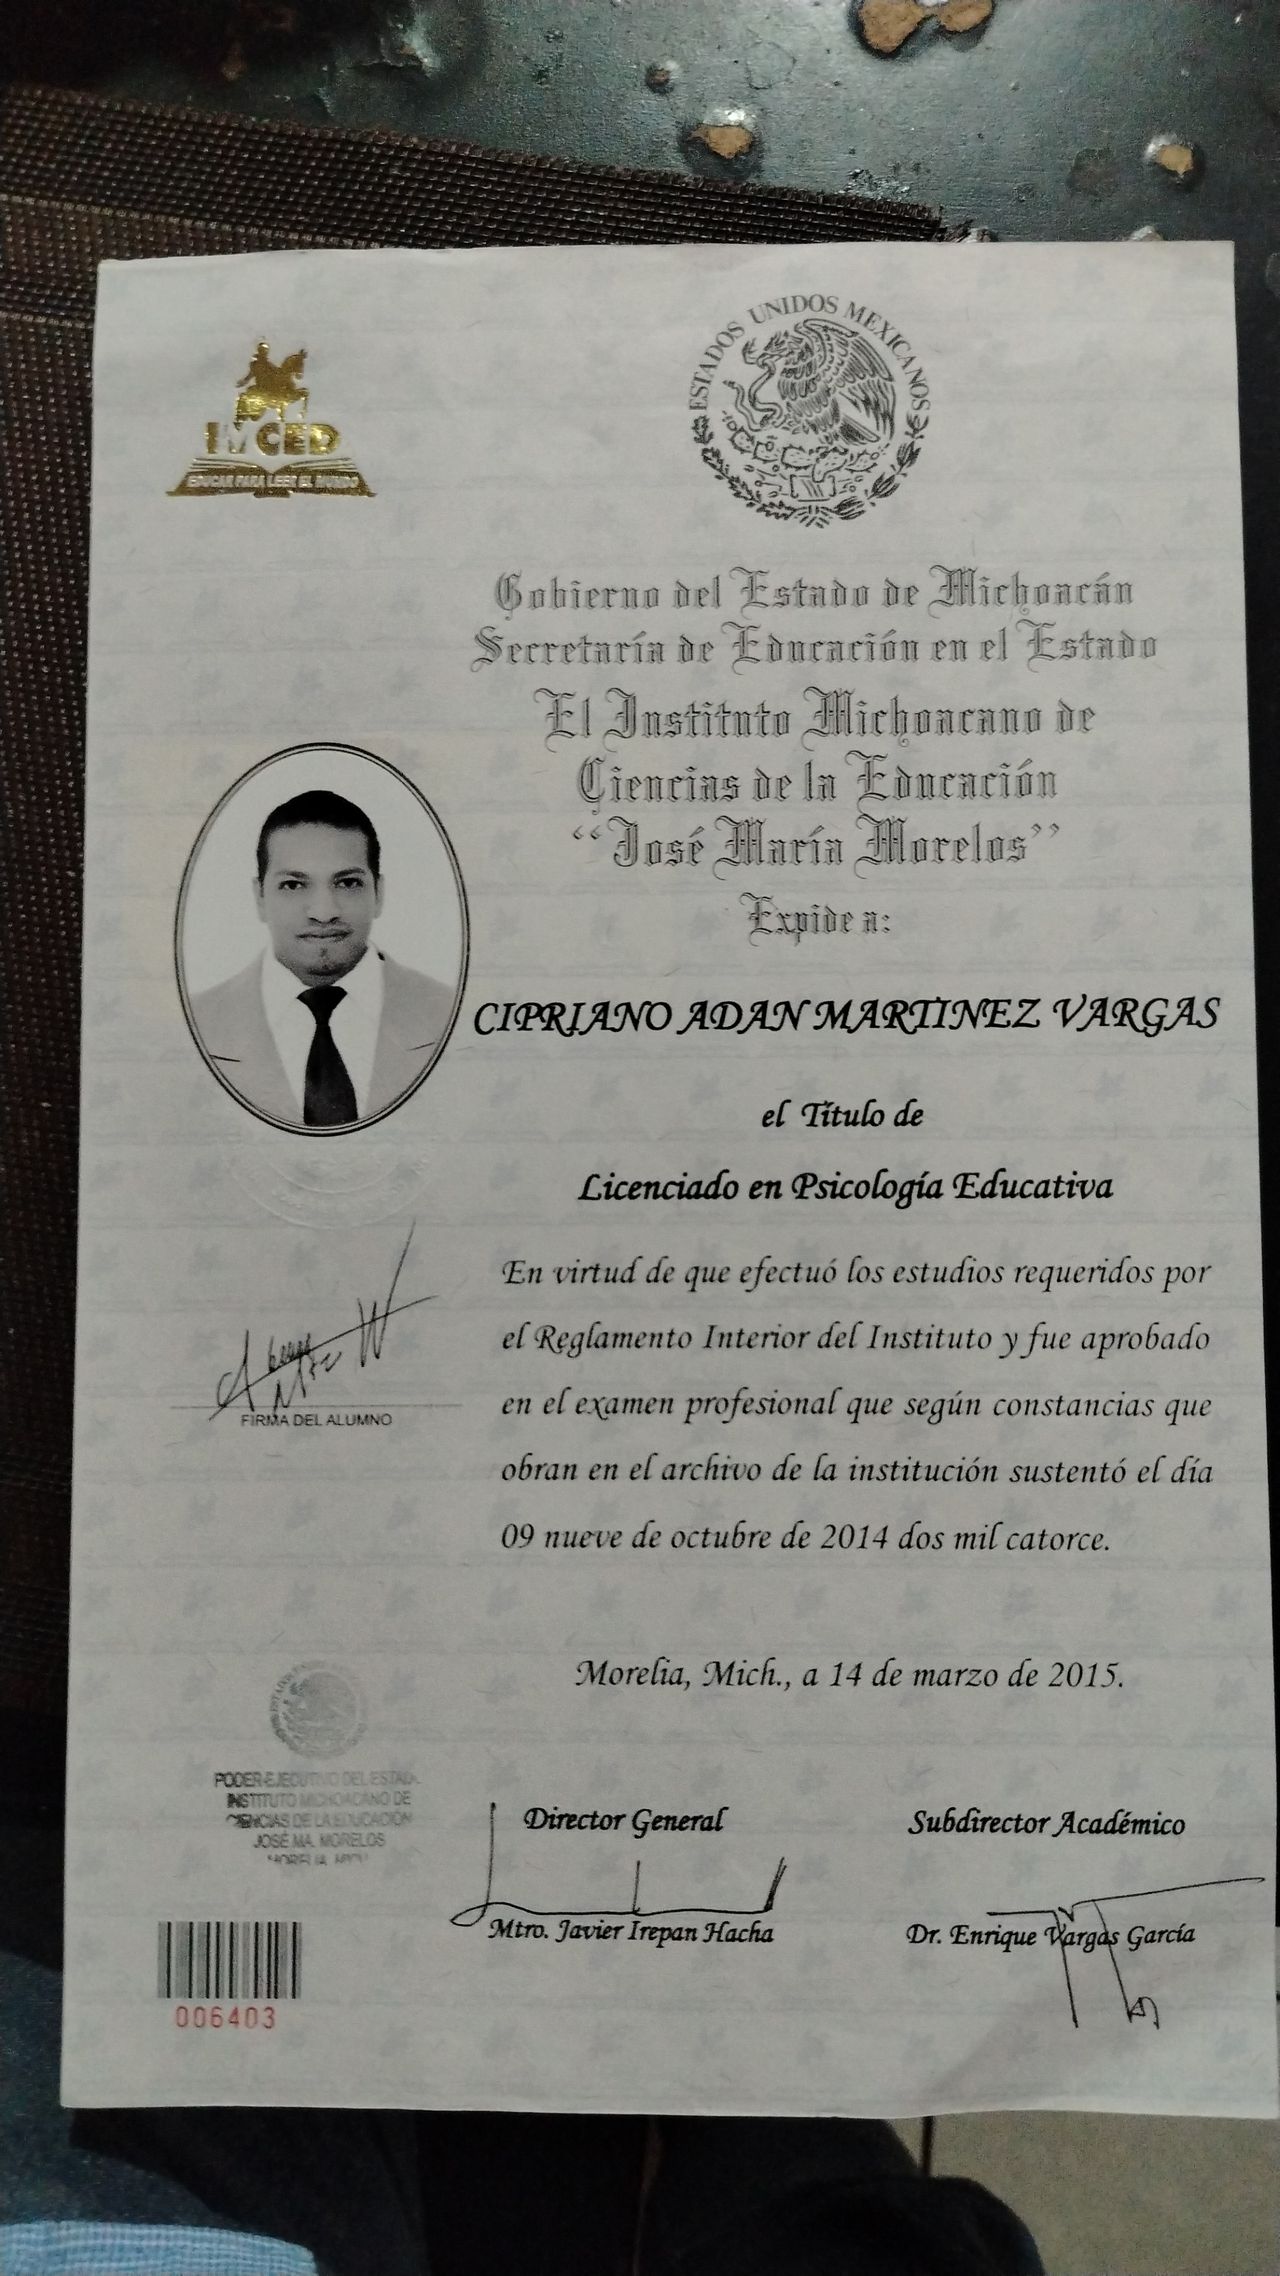 ESTADOS UNIDOS MEXICANOS
IMCED
EDUCAR PARA LEER EL MUNDO
Gobierno del Estado de Michoacán
Secretaría de Educación en el Estado
El Instituto Michoacano de
Ciencias de la Educación
“José María Morelos”
Expide a:
CIPRIANO ADAN MARTINEZ VARGAS
el Título de
Licenciado en Psicología Educativa
En virtud de que efectuó los estudios requeridos por
el Reglamento Interior del Instituto y fue aprobado
en el examen profesional que según constancias que
obran en el archivo de la institución sustentó el día
09 nueve de octubre de 2014 dos mil catorce.
FIRMA DEL ALUMNO
Morelia, Mich., a 14 de marzo de 2015.
PODER EJECUTIVO DEL ESTADO
INSTITUTO MICHOACANO DE
CIENCIAS DE LA EDUCACION
JOSÉ MA. MORELOS
MORELIA, MICH.
Director General
Mtro. Javier Irepan Hacha
Subdirector Académico
Dr. Enrique Vargas García
006403